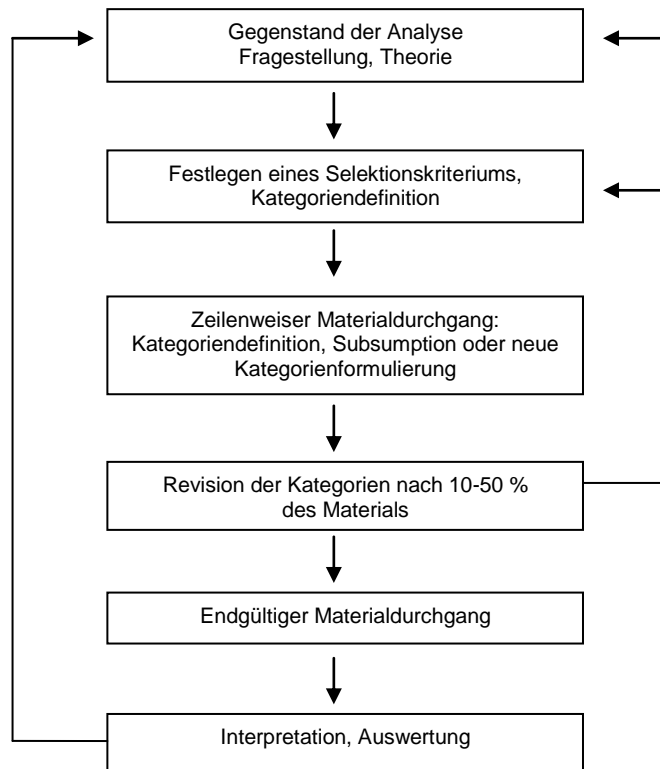 Gegenstand der Analyse
Fragestellung, Theorie
Festlegen eines Selektionskriteriums,
Kategoriendefinition
Zeilenweiser Materialdurchgang:
Kategoriendefinition, Subsumption oder neue
Kategorienformulierung
Revision der Kategorien nach 10-50 %
des Materials
Endgültiger Materialdurchgang
Interpretation, Auswertung